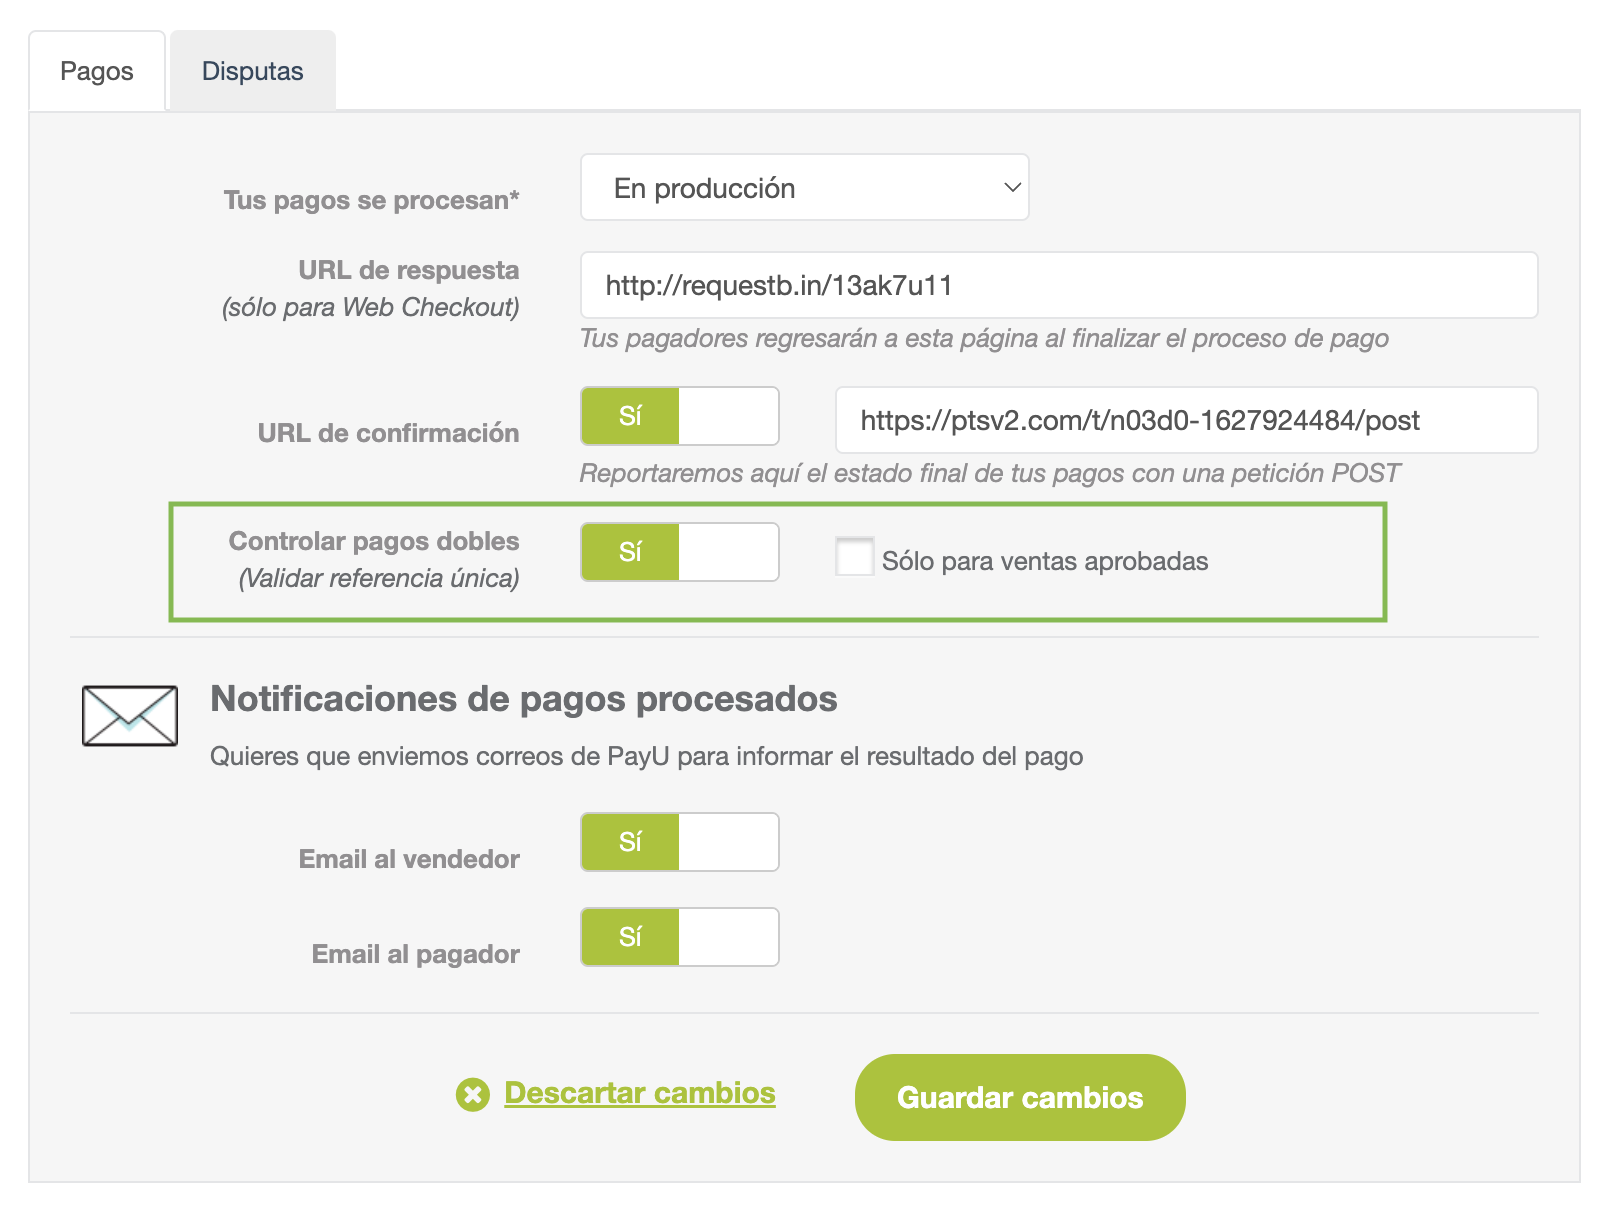 Pagos
Disputas
Tus pagos se procesan*
En producción
URL de respuesta
(sólo para Web Checkout)
http://requestb.in/13ak7u11
Tus pagadores regresarán a esta página al finalizar el proceso de pago
URL de confirmación
Sí
https://ptsv2.com/t/n03d0-1627924484/post
Reportaremos aquí el estado final de tus pagos con una petición POST
Controlar pagos dobles
(Validar referencia única)
Sí
Sólo para ventas aprobadas
Notificaciones de pagos procesados
Quieres que enviemos correos de PayU para informar el resultado del pago
Email al vendedor
Sí
Email al pagador
Sí
Descartar cambios
Guardar cambios